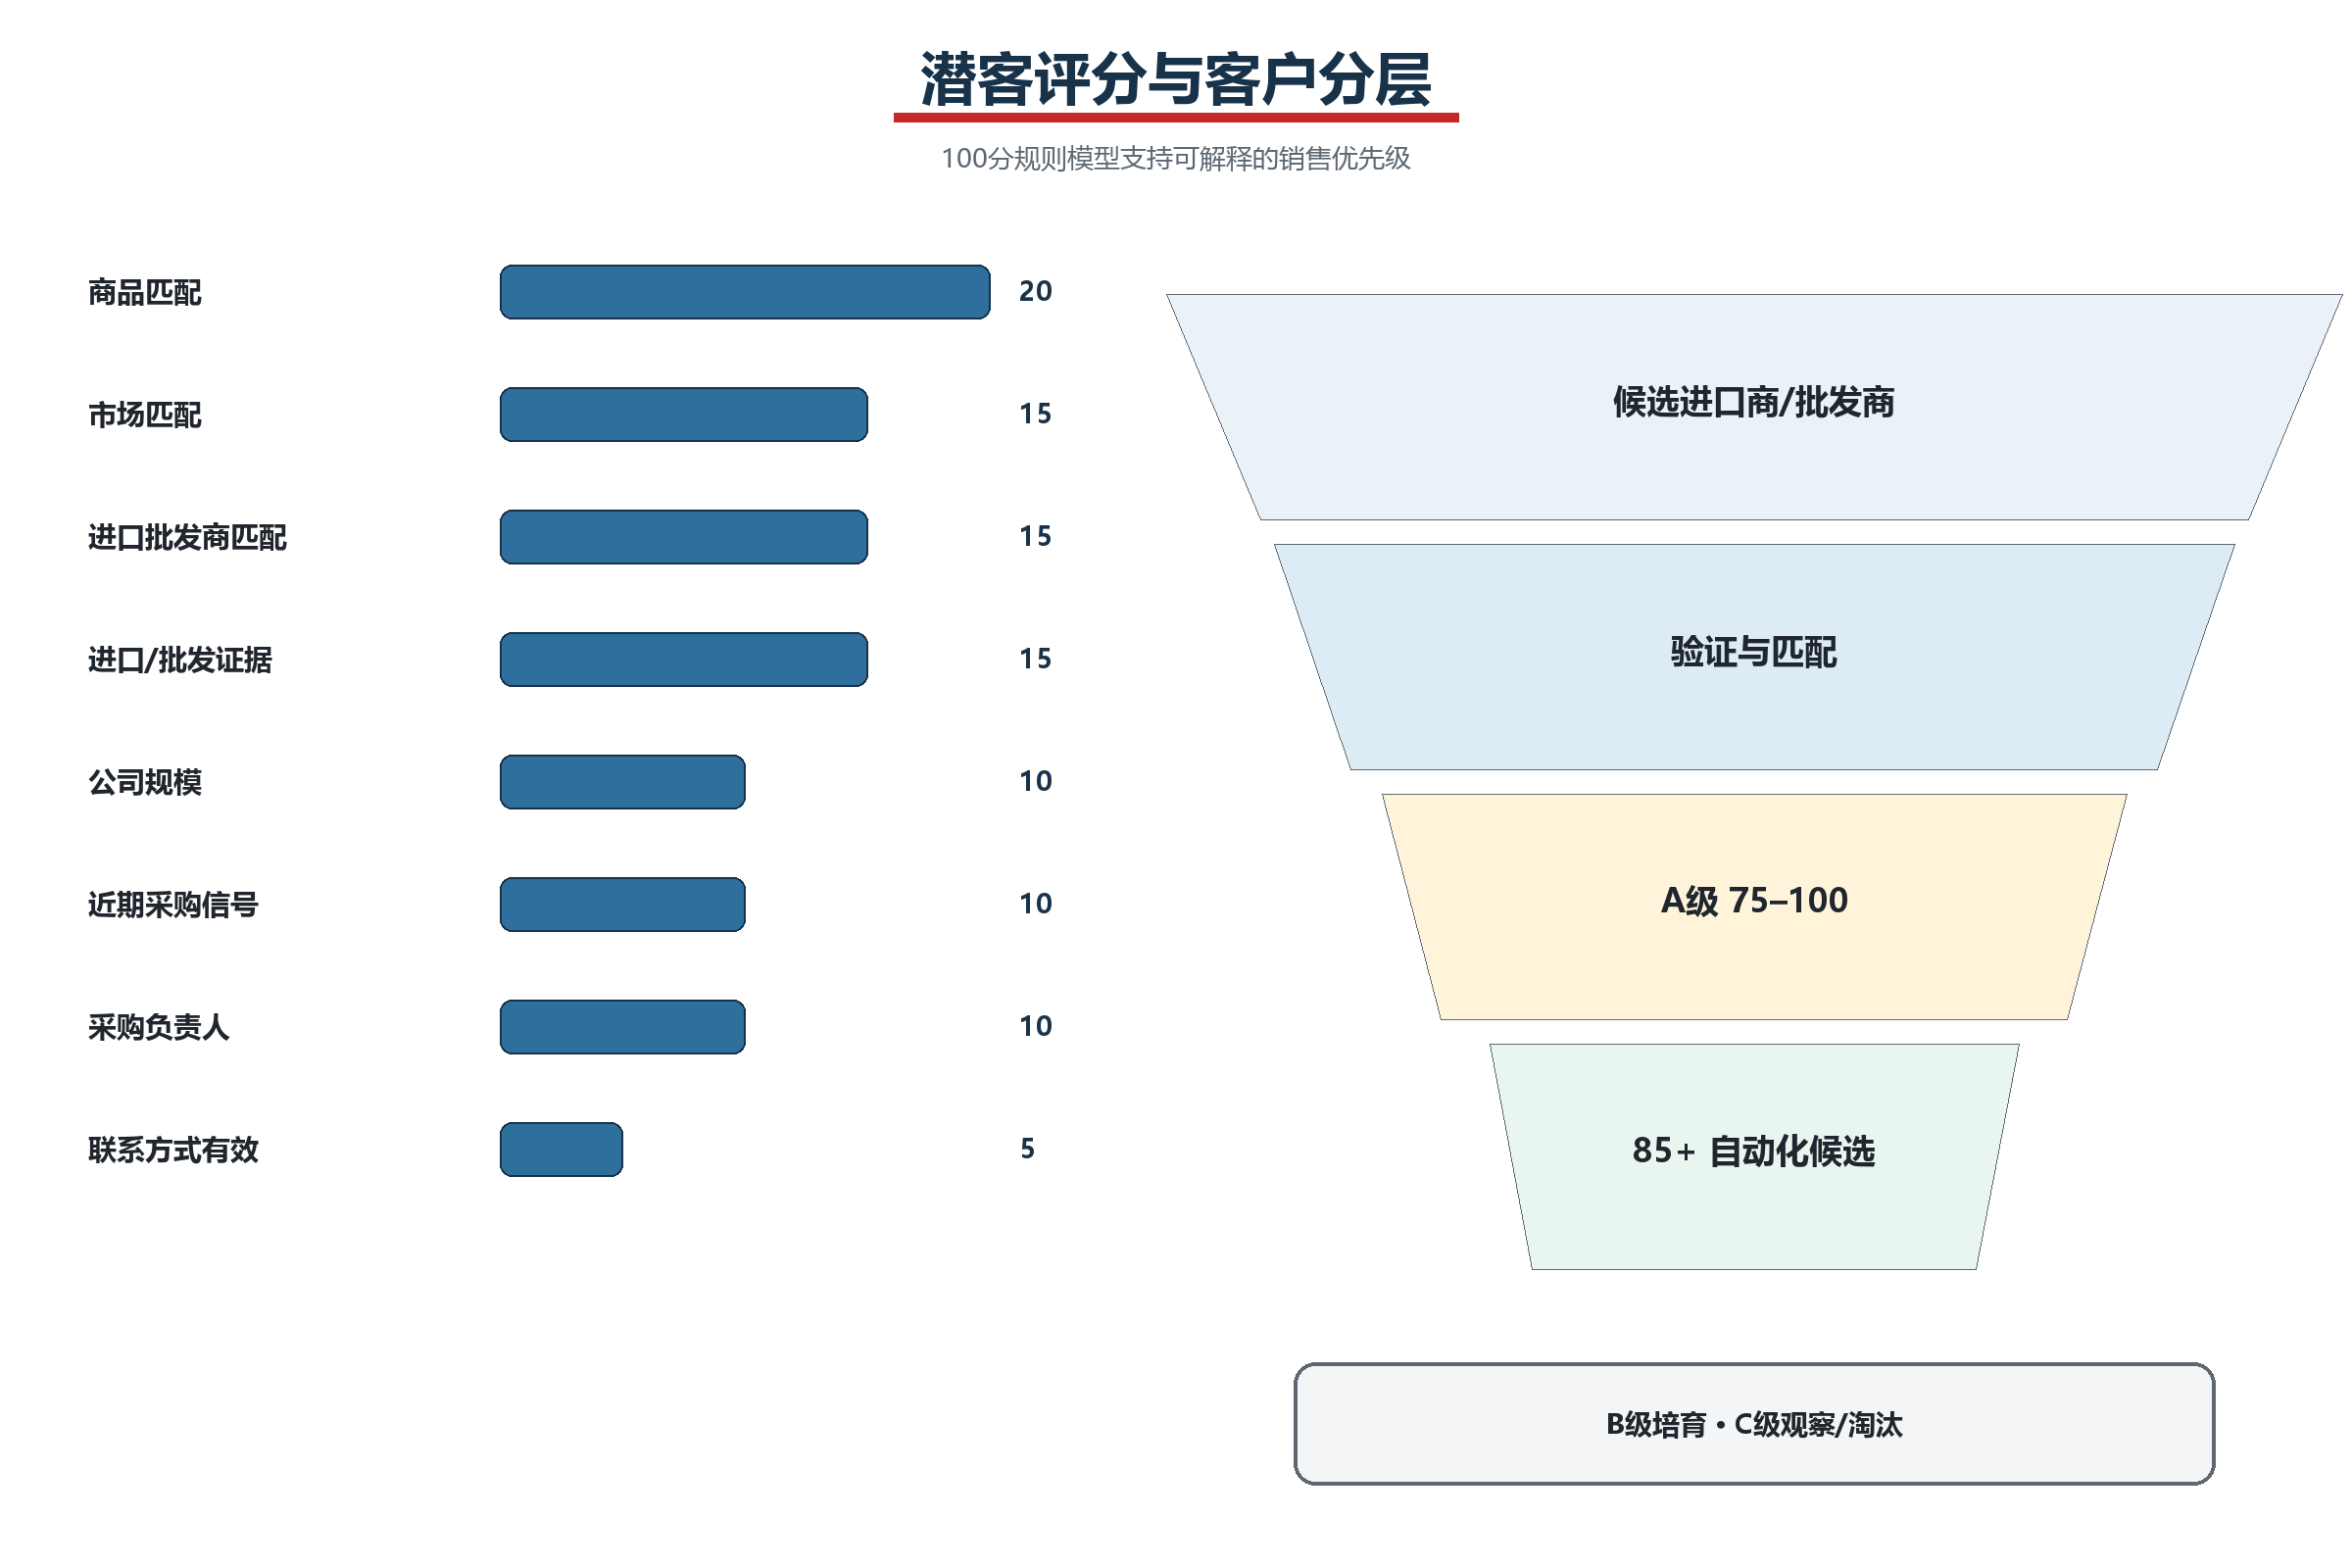 潜客评分与客户分层
100分规则模型支持可解释的销售优先级
商品匹配 20
市场匹配 15
进口批发商匹配 15
进口/批发证据 15
公司规模 10
近期采购信号 10
采购负责人 10
联系方式有效 5
候选进口商/批发商
验证与匹配
A级 75–100
85+ 自动化候选
B级培育 • C级观察/淘汰